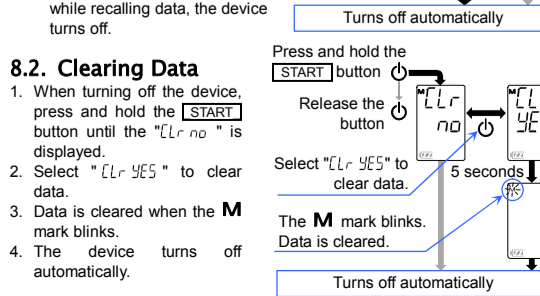 while recalling data, the device
turns off.
8.2. Clearing Data
1. When turning off the device,
press and hold the START
button until the "CLr no " is
displayed.
2. Select " CLr YES " to clear
data.
3. Data is cleared when the M
mark blinks.
4. The device turns off
automatically.
Turns off automatically
Press and hold the
START button
Release the
button
M CLr
no
M CL
YE
Select "CLr YES" to
clear data.
5 seconds
The M mark blinks.
Data is cleared.
Turns off automatically